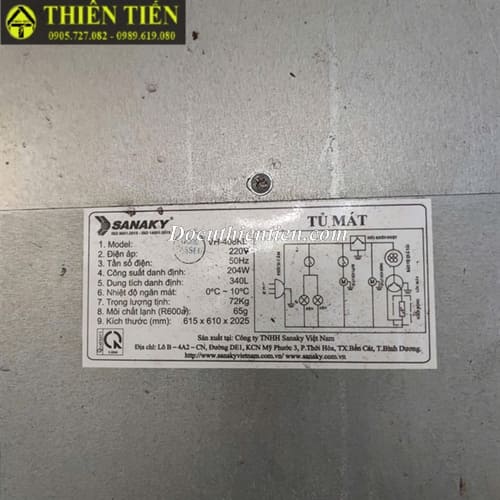 THIÊN TIẾN
0905.727.082 - 0989.619.080
SANAKY
TỦ MÁT
Docuthientien.com
1. Model: VH-408KL
2. Điện áp: 220V
3. Tần số điện: 50Hz
4. Công suất danh định: 204W
5. Dung tích danh định: 340L
6. Nhiệt độ ngăn mát: 0°C ~ 10°C
7. Trọng lượng tịnh: 72Kg
8. Môi chất lạnh (R600a): 65g
9. Kích thước (mm): 615 x 610 x 2025
Sản xuất tại: Công ty TNHH Sanaky Việt Nam
Địa chỉ: Lô B – 4A2 – CN, Đường DE1, KCN Mỹ Phước 3, P.Thới Hòa, TX.Bến Cát, T.Bình Dương.
http://www.sanakyvietnam.com - www.sanaky.com.vn